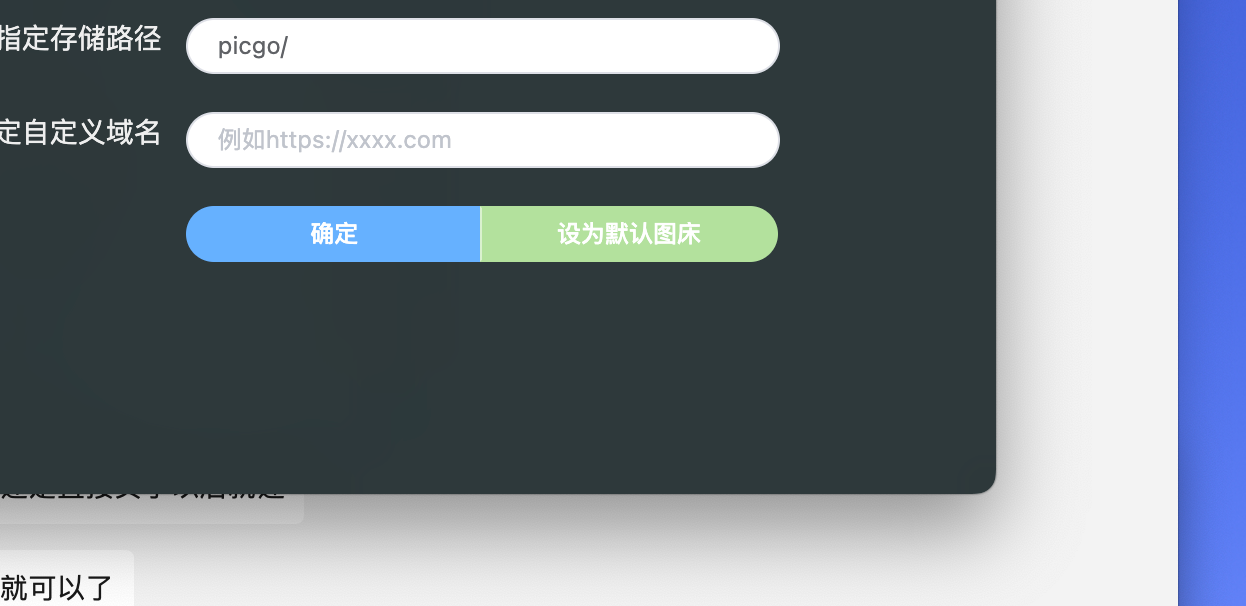 指定存储路径
picgo/
定自定义域名
例如https://xxxx.com
确定
设为默认图床
就可以了